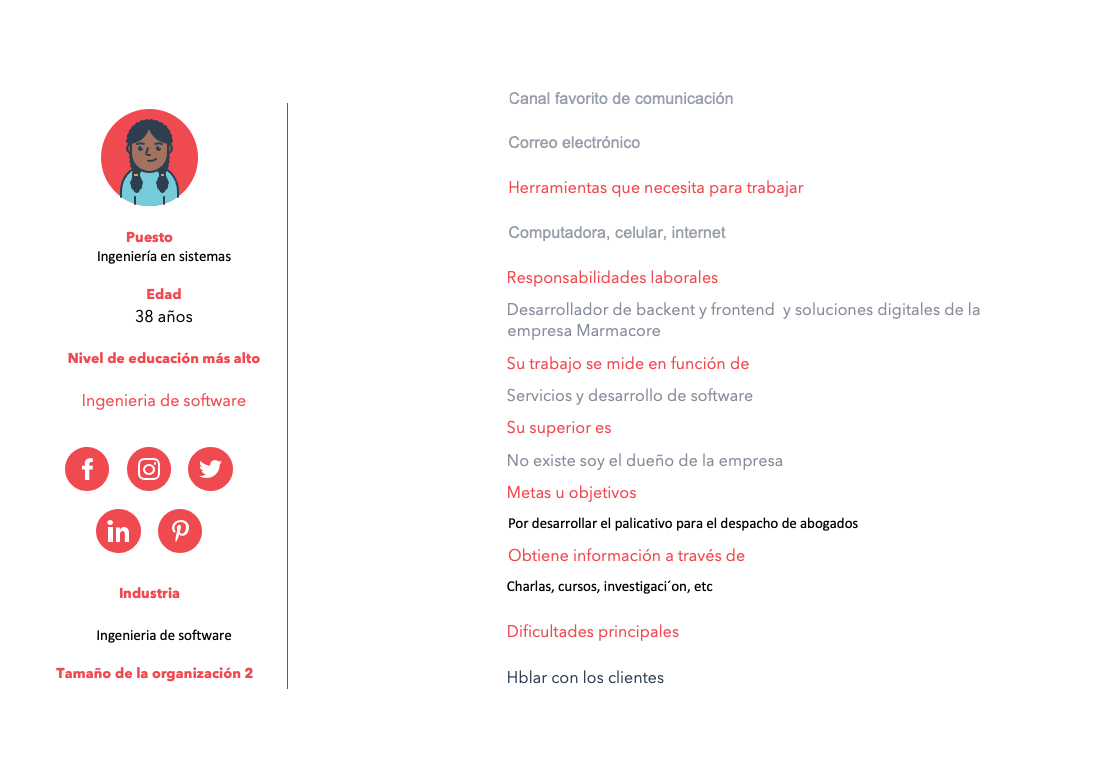 Puesto
Ingeniería en sistemas
Edad
38 años
Nivel de educación más alto
Ingenieria de software
Industria
Ingenieria de software
Tamaño de la organización 2
Canal favorito de comunicación
Correo electrónico
Herramientas que necesita para trabajar
Computadora, celular, internet
Responsabilidades laborales
Desarrollador de backent y frontend  y soluciones digitales de la
empresa Marmacore
Su trabajo se mide en función de
Servicios y desarrollo de software
Su superior es
No existe soy el dueño de la empresa
Metas u objetivos
Por desarrollar el palicativo para el despacho de abogados
Obtiene información a través de
Charlas, cursos, investigaci´on, etc
Dificultades principales
Hblar con los clientes